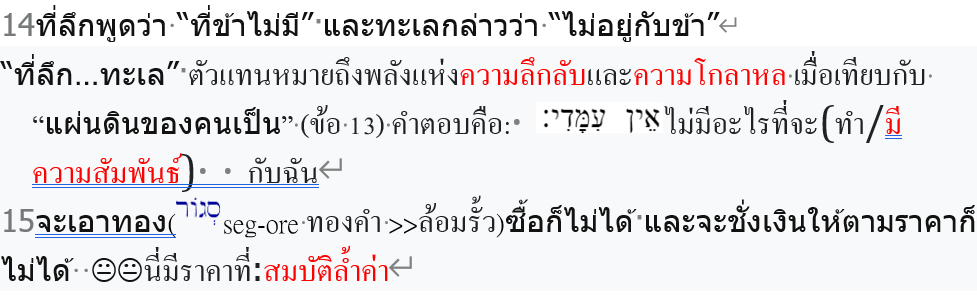 14ที่ลึกพูดว่า “ที่ข้าไม่มี” และทะเลกล่าวว่า “ไม่อยู่กับข้า”
“ที่ลึก...ทะเล” ตัวแทนหมายถึงพลังแห่งความลึกลับและความโกลาหล เมื่อเทียบกับ
“แผ่นดินของคนเป็น” (ข้อ 13) คำตอบคือ: אֵין עִמָּדִי׃ ไม่มีอะไรที่จะ(ทำ/มี
ความสัมพันธ์) กับฉัน
15จะเอาทอง(סְגוֹר seg-ore ทองคำ >>ล้อมรั้ว)ซื้อก็ไม่ได้ และจะชั่งเงินให้ตามราคาก็
ไม่ได้ 😐😐นี่มีราคาที่:สมบัติล้ำค่า